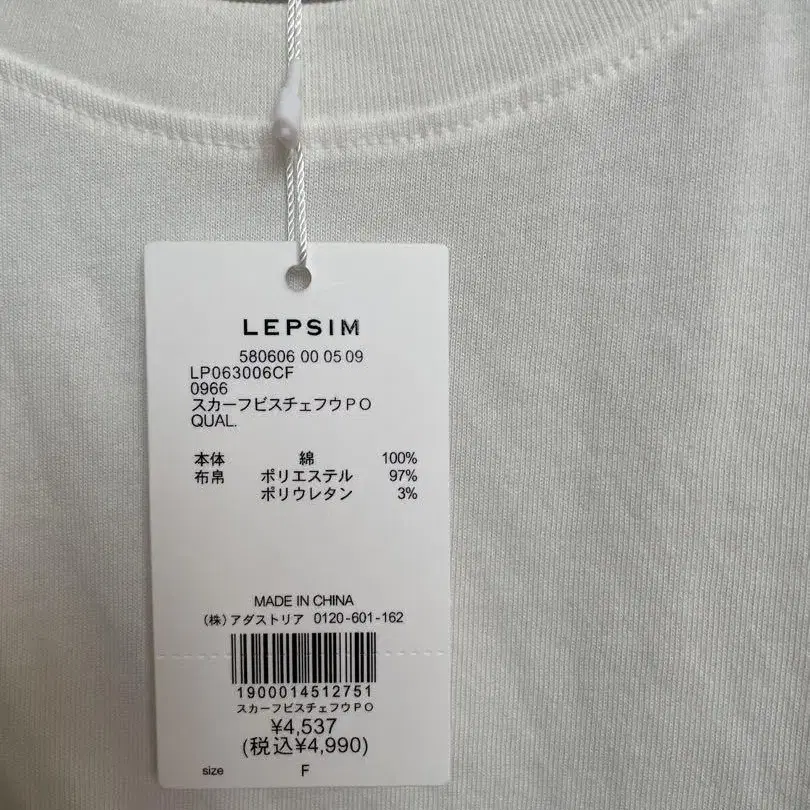 LEPSIM
580606 00 05 09
LP063006CF
0966
スカーフビスチェフウPO
QUAL.
本体 綿 100%
布帛 ポリエステル 97%
ポリウレタン 3%
MADE IN CHINA
(株)アダストリア 0120-601-162
1900014512751
スカーフビスチェフウPO
¥4,537
(税込¥4,990)
size F